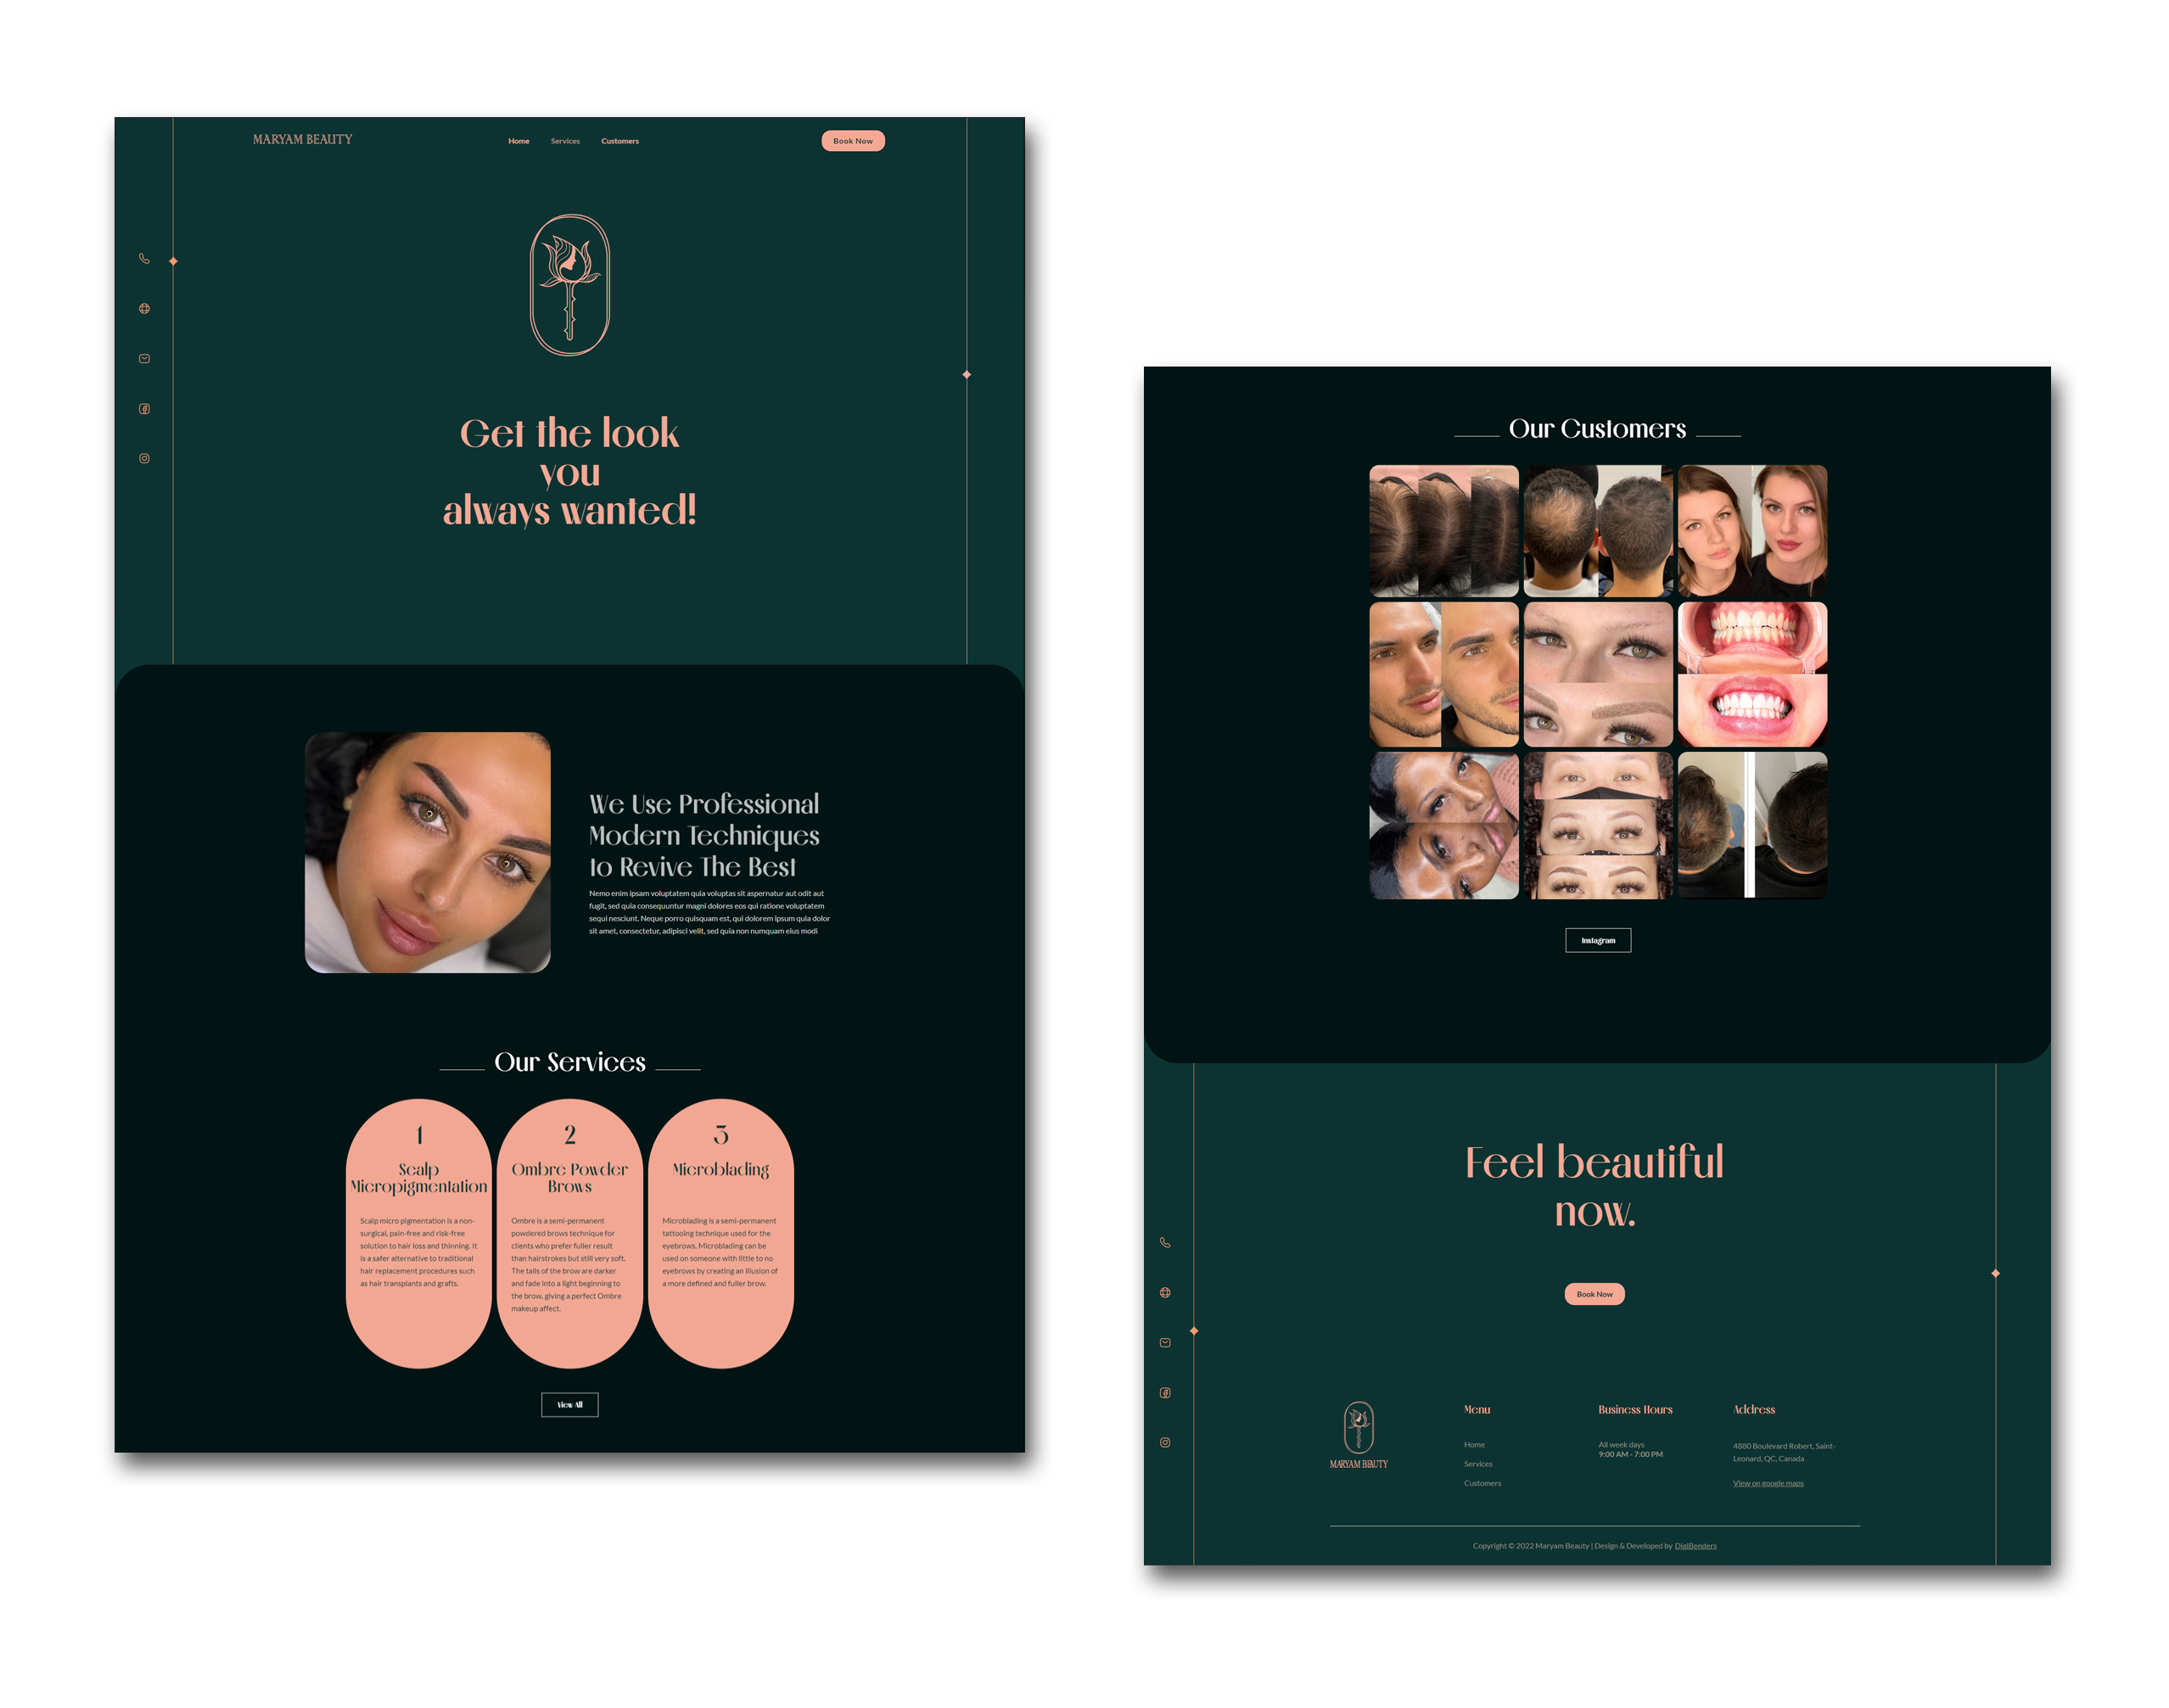 MARYAM BEAUTY
Home Services Customers
Book Now
Get the look
you
always wanted!
We Use Professional
Modern Techniques
to Revive The Best
Nemo enim ipsam voluptatem quia voluptas sit aspernatur aut odit aut
fugit, sed quia consequuntur magni dolores eos qui ratione voluptatem
sequi nesciunt. Neque porro quisquam est, qui dolorem ipsum quia dolor
sit amet, consectetur, adipisci velit, sed quia non numquam eius modi
Our Services
1
Scalp
Micropigmentation
Scalp micro pigmentation is a non-
surgical, pain-free and risk-free
solution to hair loss and thinning. It
is a safer alternative to traditional
hair replacement procedures such
as hair transplants and grafts.
2
Ombre Powder
Brows
Ombre is a semi-permanent
powdered brows technique for
clients who prefer fuller result
than hairstrokes but still very soft.
The tails of the brow are darker
and fade into a light beginning to
the brow, giving a perfect Ombre
makeup affect.
3
Microblading
Microblading is a semi-permanent
tattooing technique used for the
eyebrows. Microblading can be
used on someone with little to no
eyebrows by creating an illusion of
a more defined and fuller brow.
View All
Our Customers
Instagram
Feel beautiful
now.
Book Now
MARYAM BEAUTY
Menu
Home
Services
Customers
Business Hours
All week days
9:00 AM - 7:00 PM
Address
4880 Boulevard Robert, Saint-
Leonard, QC, Canada
View on google maps
Copyright © 2022 Maryam Beauty | Design & Developed by DigiBenders